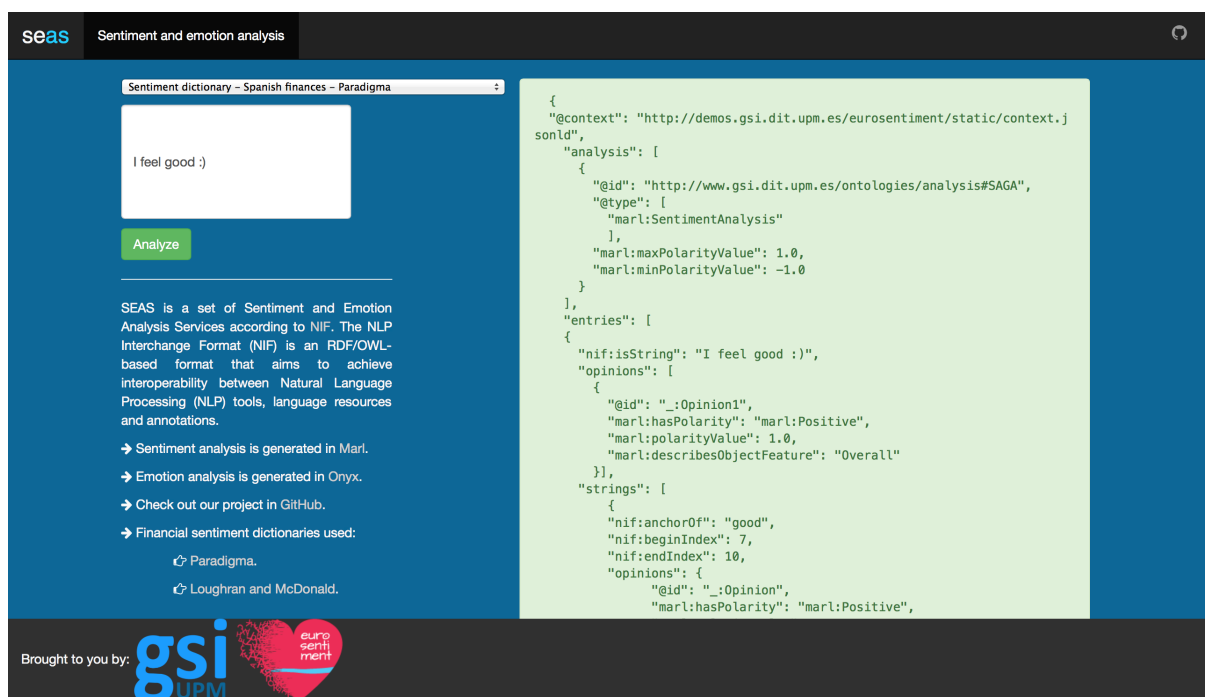 seas
Sentiment and emotion analysis
Sentiment dictionary – Spanish finances – Paradigma
I feel good :)
Analyze
SEAS is a set of Sentiment and Emotion
Analysis Services according to NIF. The NLP
Interchange Format (NIF) is an RDF/OWL-
based format that aims to achieve
interoperability between Natural Language
Processing (NLP) tools, language resources
and annotations.
Sentiment analysis is generated in Marl.
Emotion analysis is generated in Onyx.
Check out our project in GitHub.
Financial sentiment dictionaries used:
Paradigma.
Loughran and McDonald.
{
"@context": "http://demos.gsi.dit.upm.es/eurosentiment/static/context.j
sonld",
"analysis": [
{
"@id": "http://www.gsi.dit.upm.es/ontologies/analysis#SAGA",
"@type": [
"marl:SentimentAnalysis"
],
"marl:maxPolarityValue": 1.0,
"marl:minPolarityValue": -1.0
}
],
"entries": [
{
"nif:isString": "I feel good :)",
"opinions": [
{
"@id": "_:Opinion1",
"marl:hasPolarity": "marl:Positive",
"marl:polarityValue": 1.0,
"marl:describesObjectFeature": "Overall"
}],
"strings": [
{
"nif:anchorOf": "good",
"nif:beginIndex": 7,
"nif:endIndex": 10,
"opinions": {
"@id": "_:Opinion",
"marl:hasPolarity": "marl:Positive",
Brought to you by:
gsi
UPM
euro
senti
ment